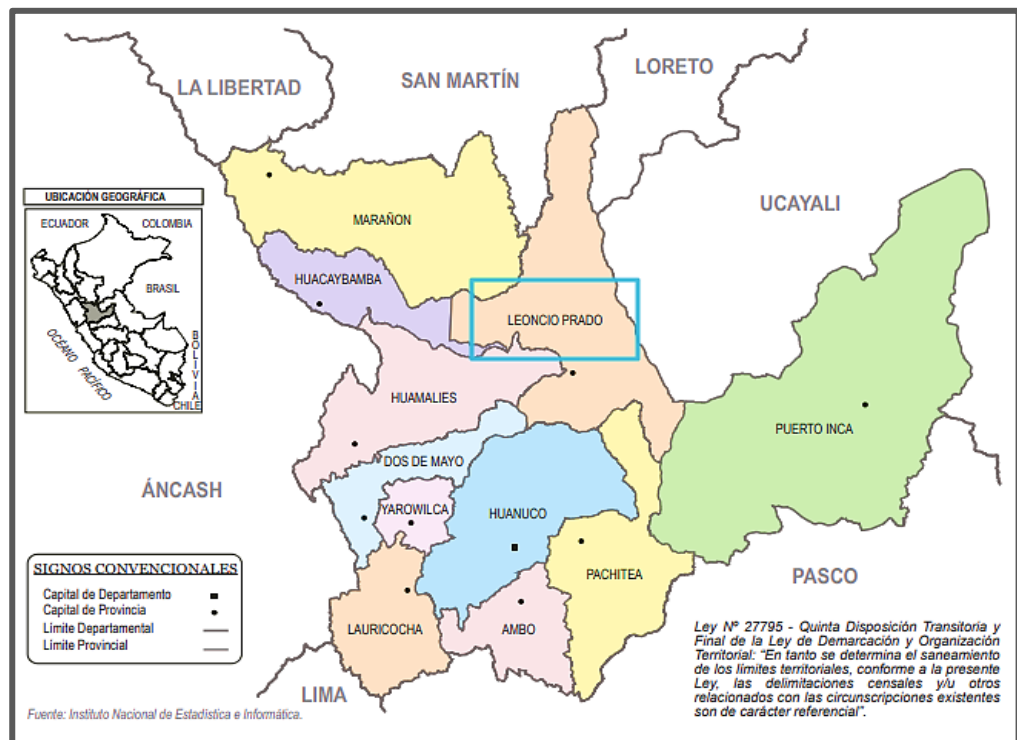 LA LIBERTAD
SAN MARTÍN
LORETO
UCAYALI
UBICACIÓN GEOGRÁFICA
ECUADOR
COLOMBIA
BRASIL
BOLIVIA
CHILE
OCÉANO PACÍFICO
MARAÑON
HUACAYBAMBA
LEONCIO PRADO
HUAMALIES
PUERTO INCA
DOS DE MAYO
YAROWILCA
HUANUCO
ÁNCASH
PACHITEA
PASCO
LAURICOCHA
AMBO
LIMA
SIGNOS CONVENCIONALES
Capital de Departamento
Capital de Provincia
Limite Departamental
Limite Provincial
Ley Nº 27795 - Quinta Disposición Transitoria y
Final de la Ley de Demarcación y Organización
Territorial: “En tanto se determina el saneamiento
de los límites territoriales, conforme a la presente
Ley, las delimitaciones censales y/u otros
relacionados con las circunscripciones existentes
son de carácter referencial”.
Fuente: Instituto Nacional de Estadística e Informática.